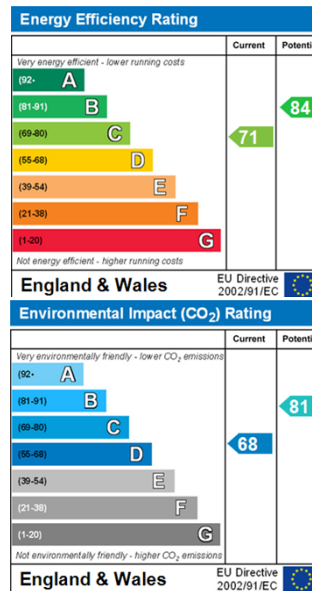 Energy Efficiency Rating
Current Potenti
Very energy efficient - lower running costs
(92- A
(81-91) B 84
(69-80) C 71
(55-68) D
(39-54) E
(21-38) F
(1-20) G
Not energy efficient - higher running costs
England & Wales EU Directive
2002/91/EC
Environmental Impact (CO2) Rating
Current Potenti
Very environmentally friendly - lower CO2 emissions
(92- A
(81-91) B 81
(69-80) C
(55-68) D 68
(39-54) E
(21-38) F
(1-20) G
Not environmentally friendly - higher CO2 emissions
England & Wales EU Directive
2002/91/EC